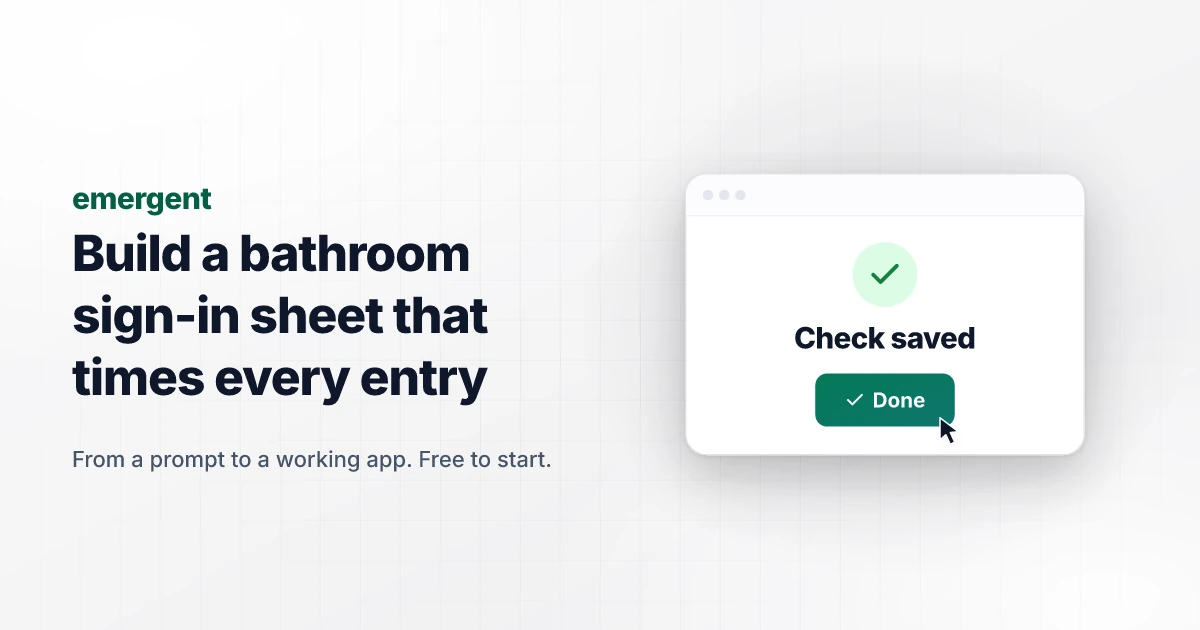 emergent
Build a bathroom
sign-in sheet that
times every entry
From a prompt to a working app. Free to start.
Check saved
Done